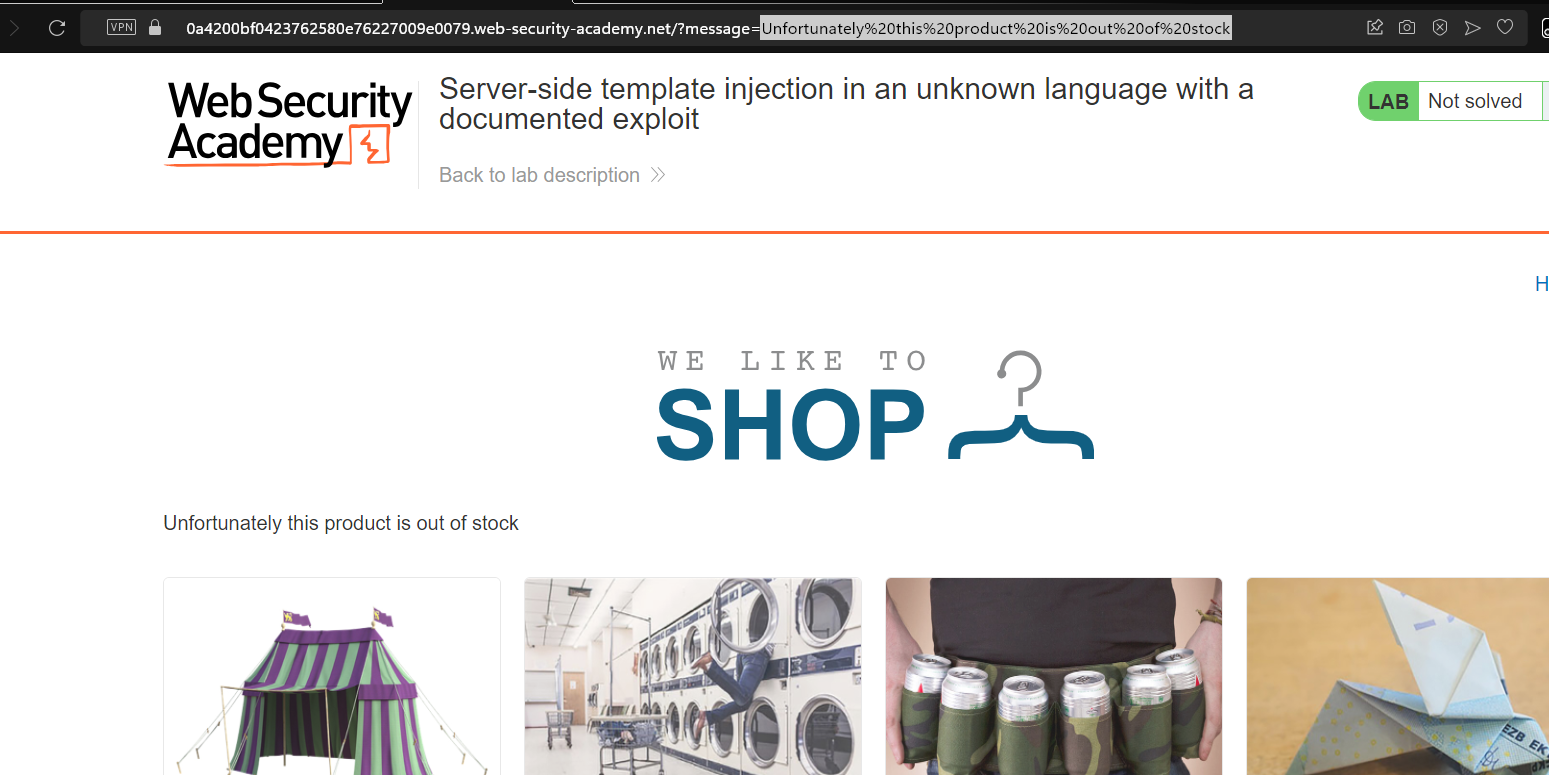 VPN
0a4200bf0423762580e76227009e0079.web-security-academy.net/?message=Unfortunately%20this%20product%20is%20out%20of%20stock
Web Security
Academy
Server-side template injection in an unknown language with a
documented exploit
Back to lab description
LAB
Not solved
H
WE LIKE TO
SHOP
Unfortunately this product is out of stock
EZB EK